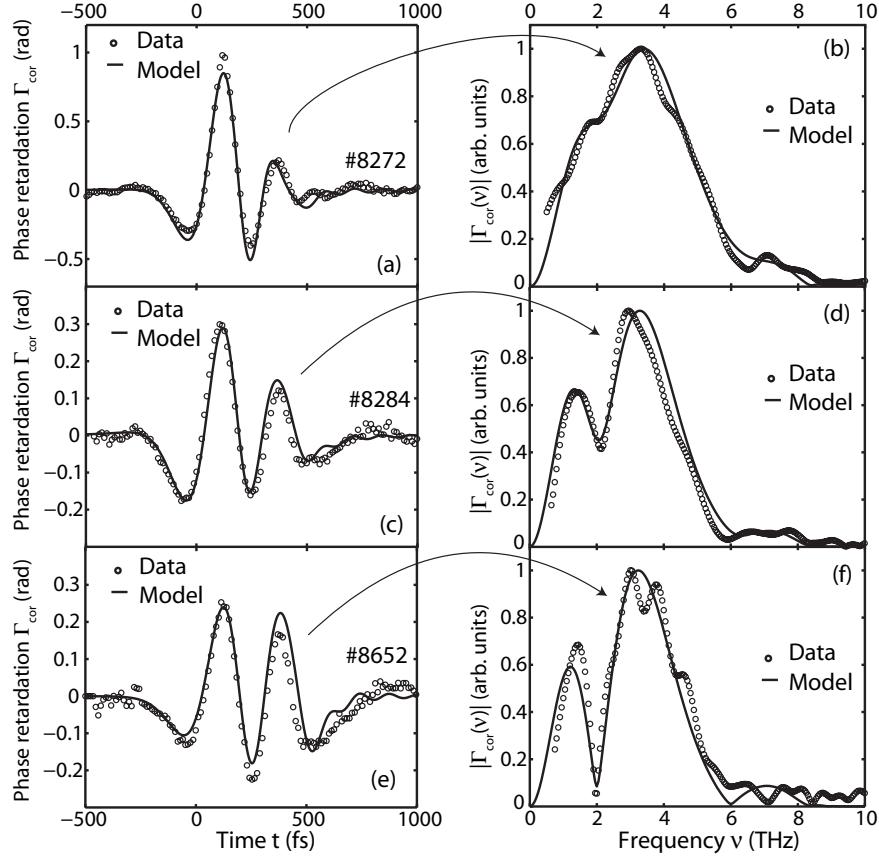 −500 0 500 1000 0 2 4 6 8 10
Phase retardation Γcor (rad)
1
0.5
0
−0.5
Data
Model
#8272
(a)
|Γcor(ν)| (arb. units)
1
0.8
0.6
0.4
0.2
0
(b)
Data
Model
Phase retardation Γcor (rad)
0.3
0.2
0.1
0
−0.1
−0.2
Data
Model
#8284
(c)
|Γcor(ν)| (arb. units)
1
0.8
0.6
0.4
0.2
0
(d)
Data
Model
Phase retardation Γcor (rad)
0.3
0.2
0.1
0
−0.1
−0.2
Data
Model
#8652
(e)
−500 0 500 1000
Time t (fs)
|Γcor(ν)| (arb. units)
1
0.8
0.6
0.4
0.2
0
(f)
Data
Model
0 2 4 6 8 10
Frequency ν (THz)